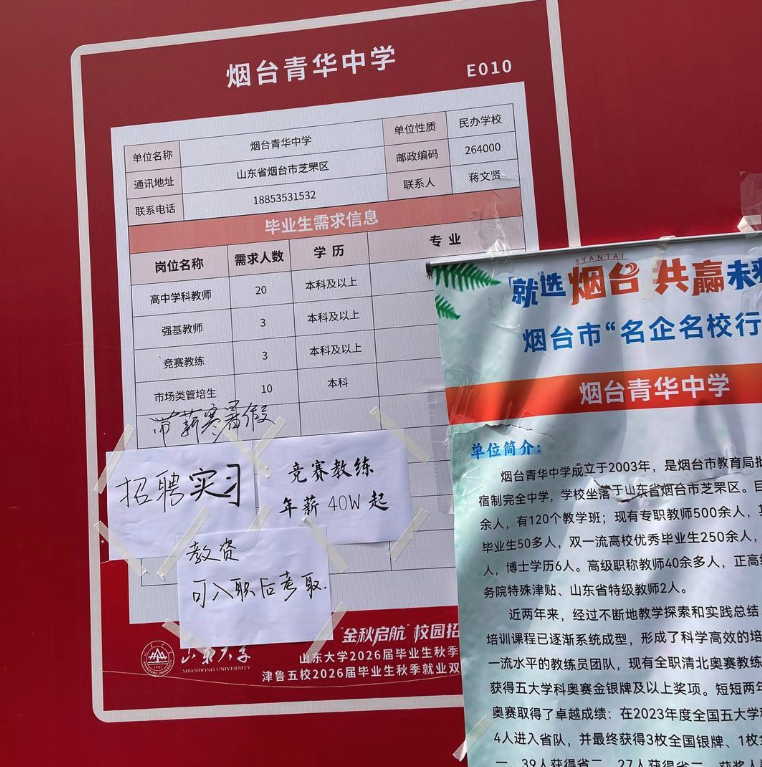 烟台青华中学
E010
单位名称 烟台青华中学 单位性质 民办学校
通讯地址 山东省烟台市芝罘区 邮政编码 264000
联系电话 18853531532 联系人 蒋文贤
毕业生需求信息
岗位名称 需求人数 学历 专业
高中学科教师 20 本科及以上
强基教师 3 本科及以上
竞赛教练 3 本科及以上
市场类管培生 10 本科
带薪寒暑假
招聘实习
竞赛教练
年薪 40W 起
教资
可入职后考取.
"金秋启航"校园招
山东大学
SHANDONG UNIVERSITY
山东大学2026届毕业生秋季
津鲁五校2026届毕业生秋季就业双
YANTAI
就选烟台 共赢未
烟台市“名企名校行
烟台青华中学
单位简介：
烟台青华中学成立于2003年，是烟台市教育局批
宿制完全中学，学校坐落于山东省烟台市芝罘区。目
余人，有120个教学班；现有专职教师500余人，
毕业生50多人，双一流高校优秀毕业生250余人，
人，博士学历6人。高级职称教师40余多人，正高级
务院特殊津贴、山东省特级教师2人。
近两年来，经过不断地教学探索和实践总结
培训课程已逐渐系统成型，形成了科学高效的培
一流水平的教练员团队，现有全职清北奥赛教练
获得五大学科奥赛金银牌及以上奖项。短短两年
奥赛取得了卓越成绩：在2023年度全国五大学
4人进入省队，并最终获得3枚全国银牌、1枚全
一，39人获得省二，27人获得省三，获奖人